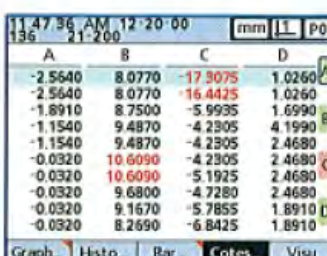 11 47 36 AM 12·20·00 mm PO
136 21·200
A B C D
-2.5640 8.0770 -17.3075 1.0260
-2.5640 8.0770 -16.4425 1.0260
-1.8910 8.7500 -5.9935 1.6990
-1.1540 9.4870 -4.2305 4.1990
-1.1540 9.4870 -4.2305 2.4680
-0.0320 10.6090 -4.2305 2.4680
-0.0320 10.6090 -5.1925 2.4680
-0.0320 9.6800 -4.7280 2.4680
-0.0320 9.1670 -5.7855 1.8910
-0.0320 8.2690 -6.8425 1.8910
Graph. Histo. Bar. Cotes. Visu